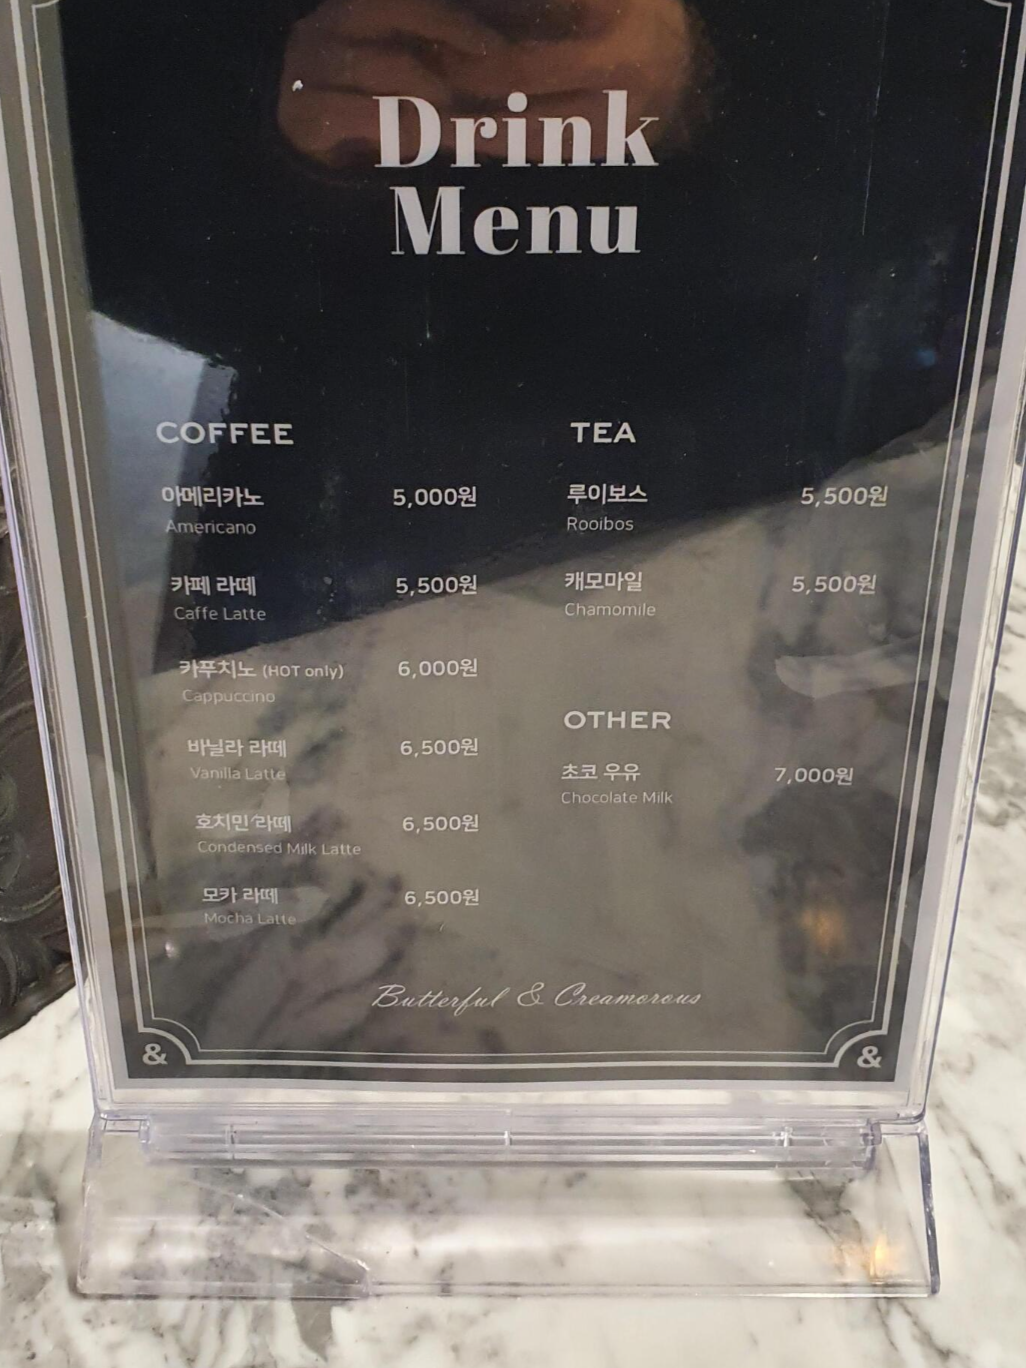 Drink
Menu
COFFEE
아메리카노 5,000원
Americano
카페 라떼 5,500원
Caffe Latte
카푸치노 (HOT only) 6,000원
Cappuccino
바닐라 라떼 6,500원
Vanilla Latte
호치민 라떼 6,500원
Condensed Milk Latte
모카 라떼 6,500원
Mocha Latte
TEA
루이보스 5,500원
Rooibos
캐모마일 5,500원
Chamomile
OTHER
초코 우유 7,000원
Chocolate Milk
Butterful & Creamorous
& &